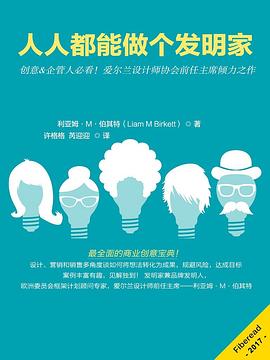 人人都能做个发明家
创意&企管人必看！爱尔兰设计师协会前任主席倾力之作
利亚姆·M·伯其特（Liam M Birkett）◎ 著
许格格 芮迎迎 ◎ 译
最全面的商业创意宝典！
设计、营销和销售多角度谈如何将想法转化为成果，规避风险，达成目标
案例丰富有趣，见解独到！ 发明家兼品牌发明人，
欧洲委员会框架计划顾问专家，爱尔兰设计师前任主席——利亚姆·M·伯其特
Fiberead
- 2017 -